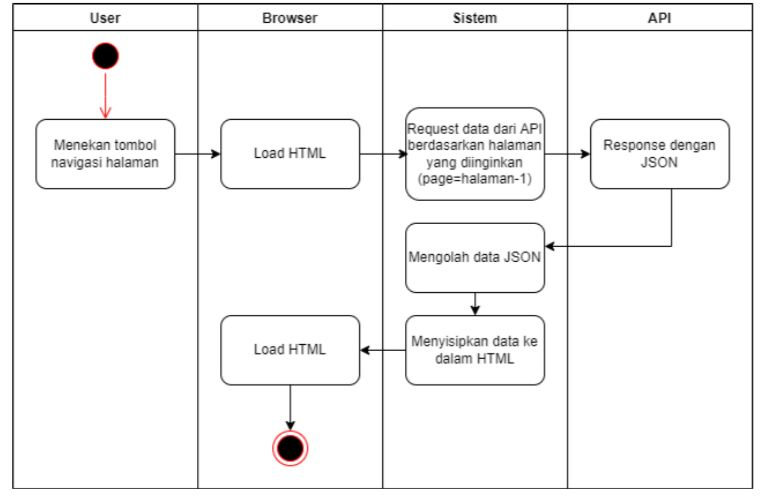 User
Browser
Sistem
API
Menekan tombol
navigasi halaman
Load HTML
Request data dari API
berdasarkan halaman
yang diinginkan
(page=halaman-1)
Response dengan
JSON
Mengolah data JSON
Menyisipkan data ke
dalam HTML
Load HTML